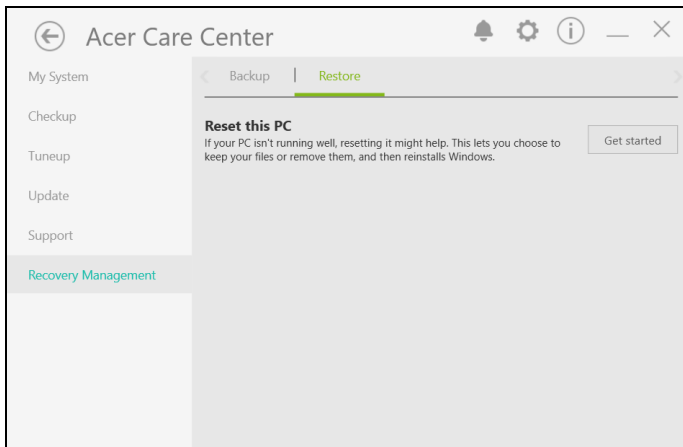 Acer Care Center
My System
Checkup
Tuneup
Update
Support
Recovery Management
Backup | Restore
Reset this PC
If your PC isn't running well, resetting it might help. This lets you choose to
keep your files or remove them, and then reinstalls Windows.
Get started